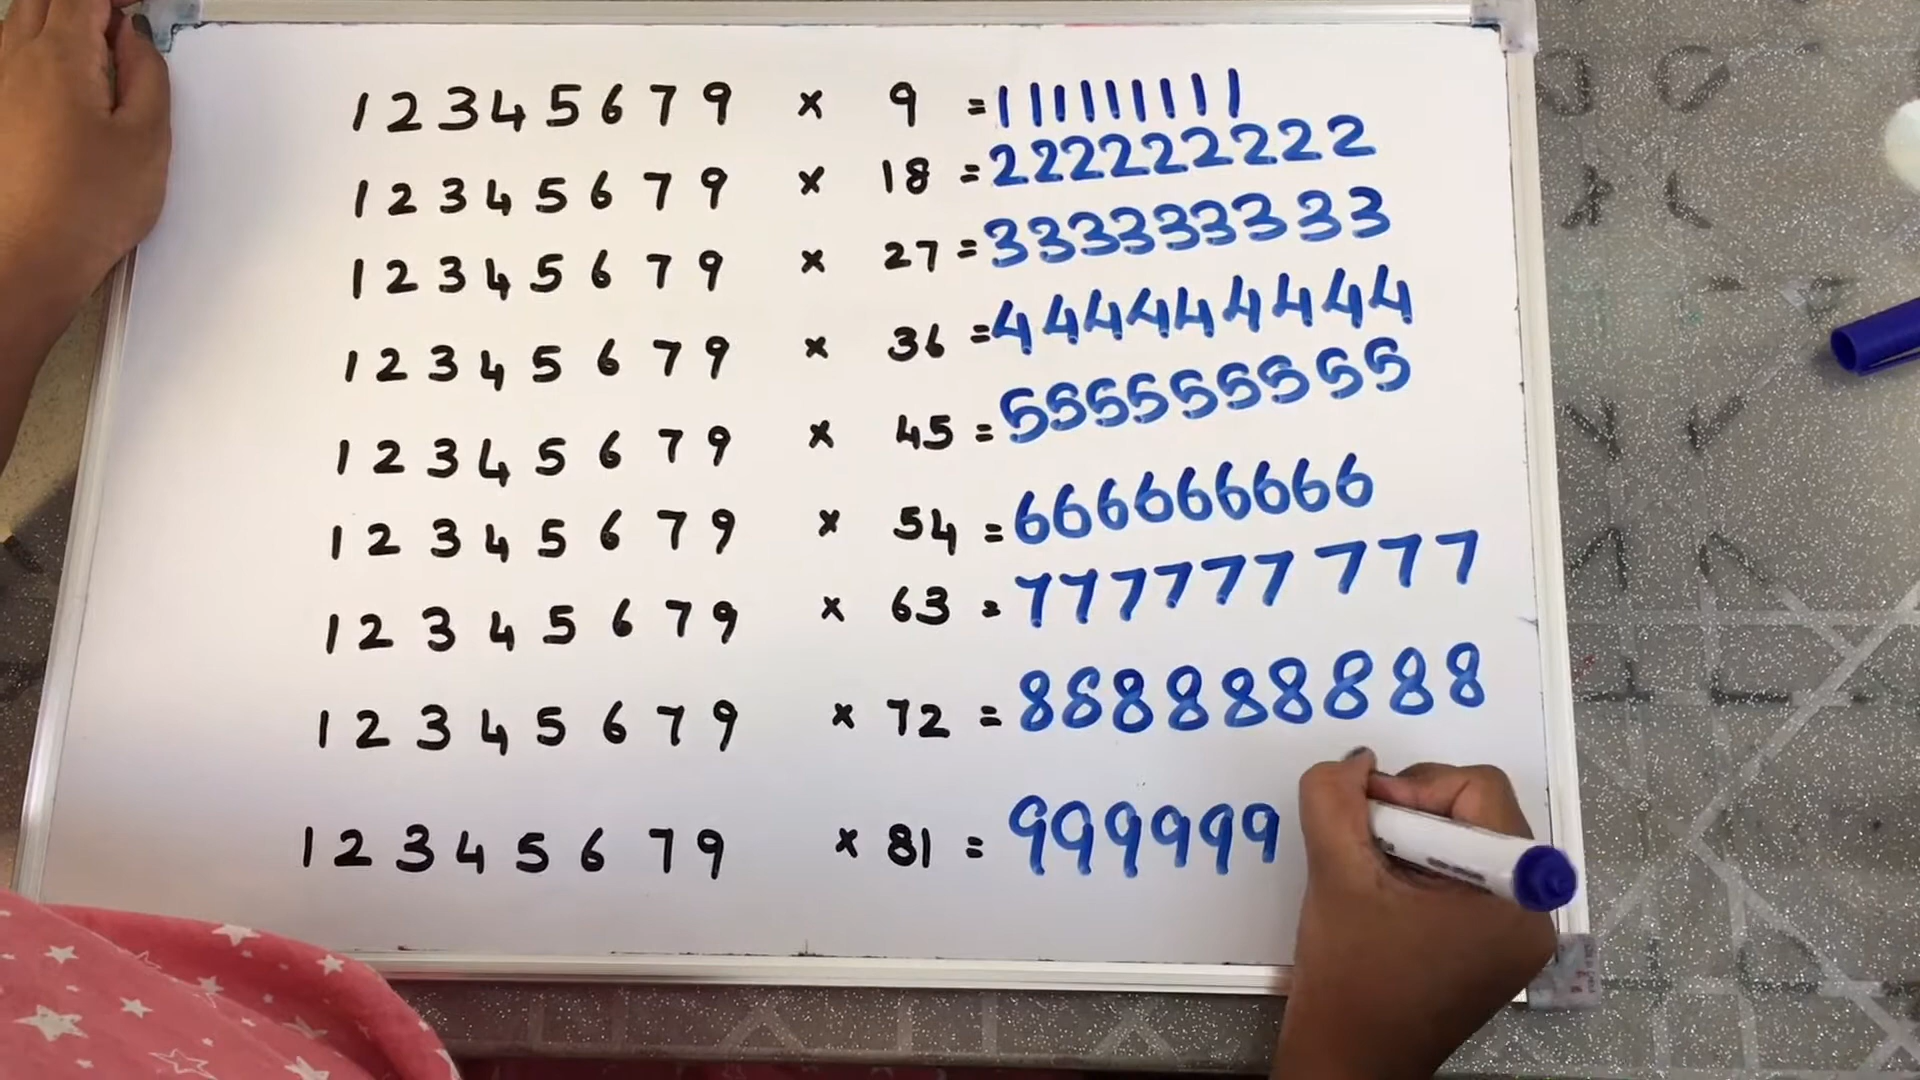 12345679 × 9 =111111111
12345679 × 18 =222222222
12345679 × 27 =333333333
12345679 × 36 =444444444
12345679 × 45 =555555555
12345679 × 54 =666666666
12345679 × 63 =777777777
12345679 × 72 =888888888
12345679 × 81 =999999